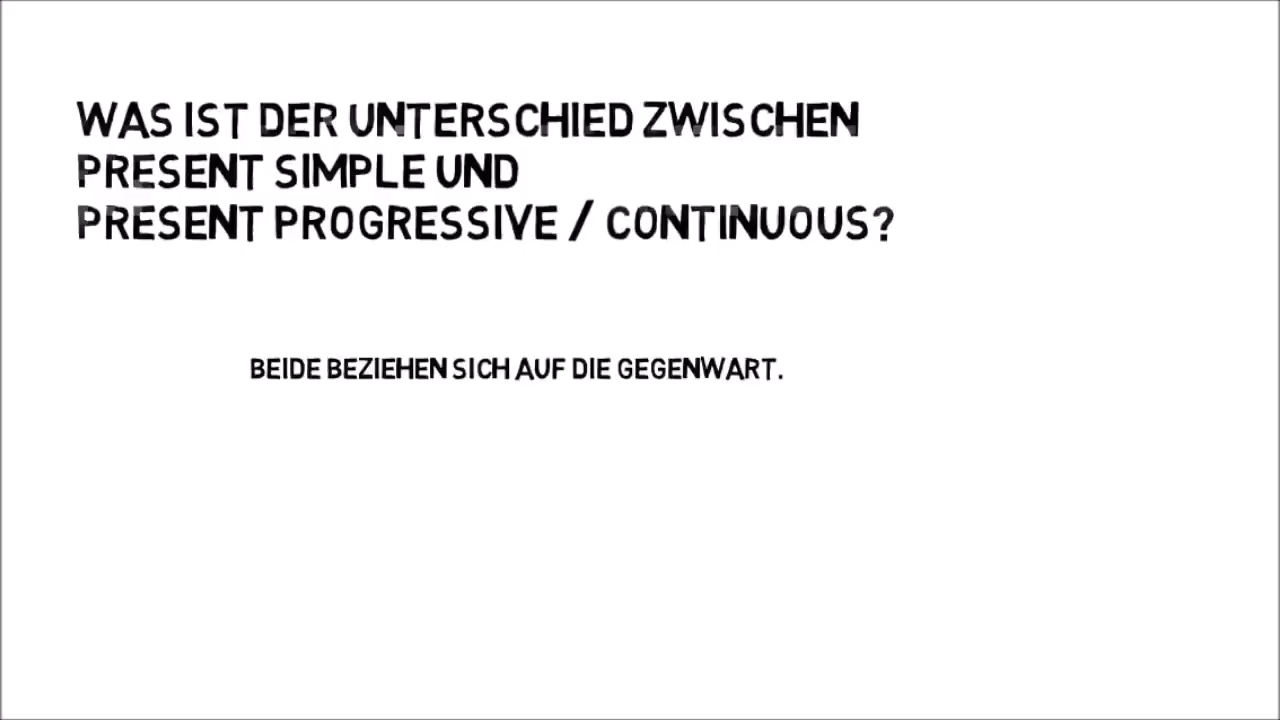 WAS IST DER UNTERSCHIED ZWISCHEN
PRESENT SIMPLE UND
PRESENT PROGRESSIVE / CONTINUOUS?
BEIDE BEZIEHEN SICH AUF DIE GEGENWART.